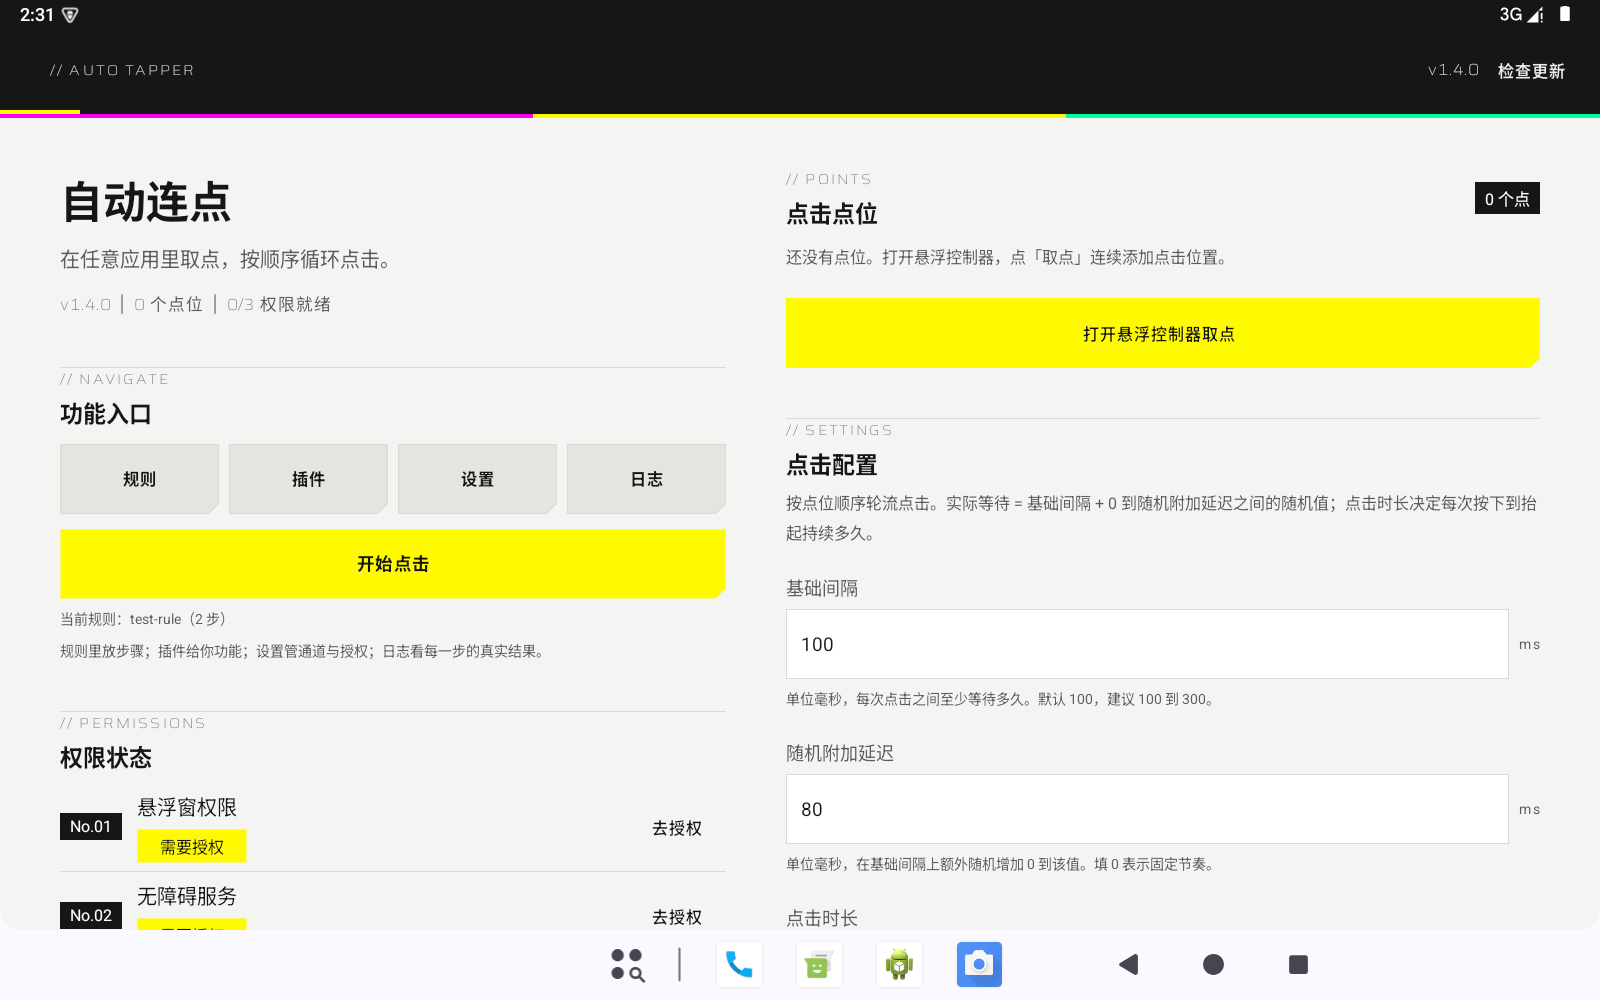 2:31
3G
// AUTO TAPPER
v1.4.0 检查更新
自动连点
在任意应用里取点，按顺序循环点击。
v1.4.0 | 0 个点位 | 0/3 权限就绪
// NAVIGATE
功能入口
规则
插件
设置
日志
开始点击
当前规则：test-rule（2 步）
规则里放步骤；插件给你功能；设置管通道与授权；日志看每一步的真实结果。
// PERMISSIONS
权限状态
No.01
悬浮窗权限
需要授权
去授权
No.02
无障碍服务
去授权
// POINTS
点击点位
0 个点
还没有点位。打开悬浮控制器，点「取点」连续添加点击位置。
打开悬浮控制器取点
// SETTINGS
点击配置
按点位顺序轮流点击。实际等待 = 基础间隔 + 0 到随机附加延迟之间的随机值；点击时长决定每次按下到抬
起持续多久。
基础间隔
100
ms
单位毫秒，每次点击之间至少等待多久。默认 100，建议 100 到 300。
随机附加延迟
80
ms
单位毫秒，在基础间隔上额外随机增加 0 到该值。填 0 表示固定节奏。
点击时长